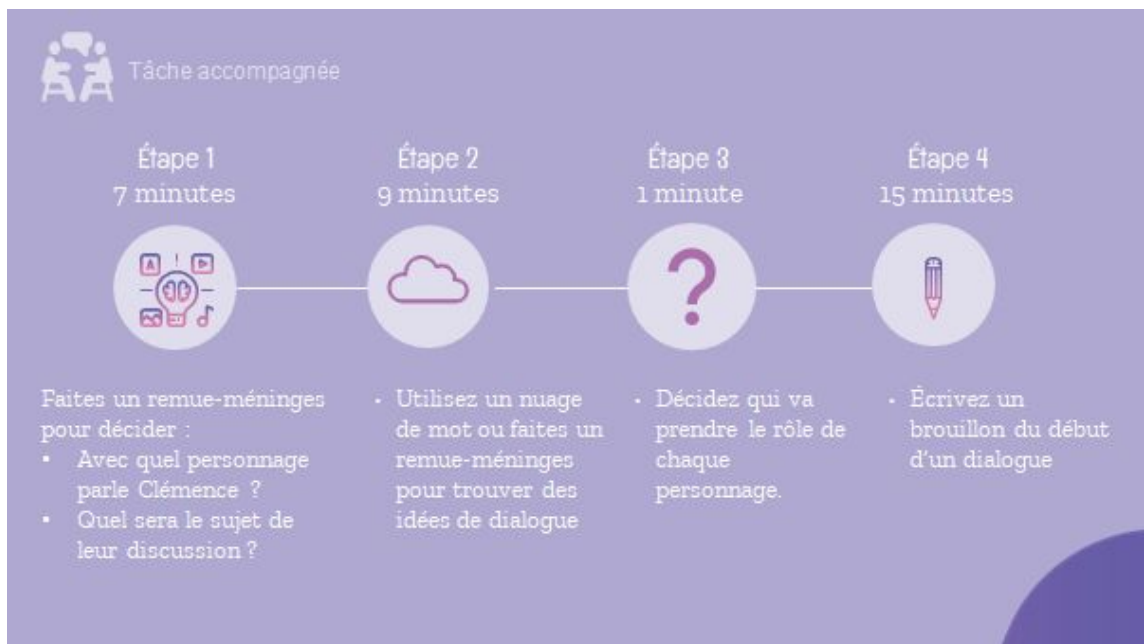 Tâche accompagnée
Étape 1
7 minutes
Étape 2
9 minutes
Étape 3
1 minute
Étape 4
15 minutes
A
Faites un remue-méninges
pour décider :
• Avec quel personnage
parle Clémence ?
• Quel sera le sujet de
leur discussion ?
• Utilisez un nuage
de mot ou faites un
remue-méninges
pour trouver des
idées de dialogue
• Décidez qui va
prendre le rôle de
chaque
personnage.
• Écrivez un
brouillon du début
d'un dialogue